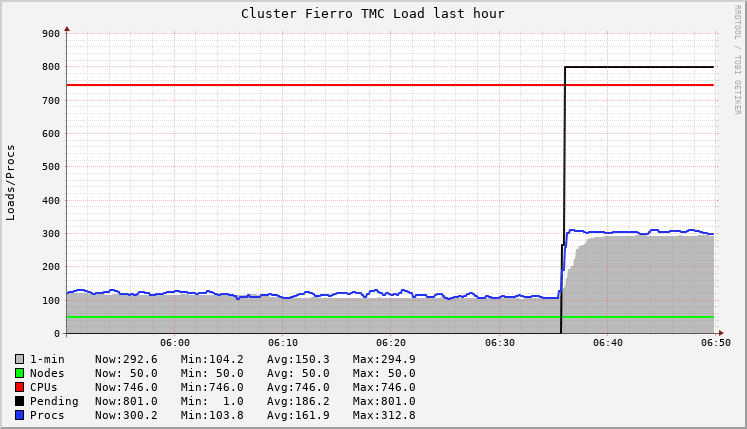 Cluster Fierro TMC Load last hour
RRDTOOL / TOBI OETIKER
Loads/Procs
900
800
700
600
500
400
300
200
100
0
06:00 06:10 06:20 06:30 06:40 06:50
1-min Now:292.6 Min:104.2 Avg:150.3 Max:294.9
Nodes Now: 50.0 Min: 50.0 Avg: 50.0 Max: 50.0
CPUs Now:746.0 Min:746.0 Avg:746.0 Max:746.0
Pending Now:801.0 Min: 1.0 Avg:186.2 Max:801.0
Procs Now:300.2 Min:103.8 Avg:161.9 Max:312.8